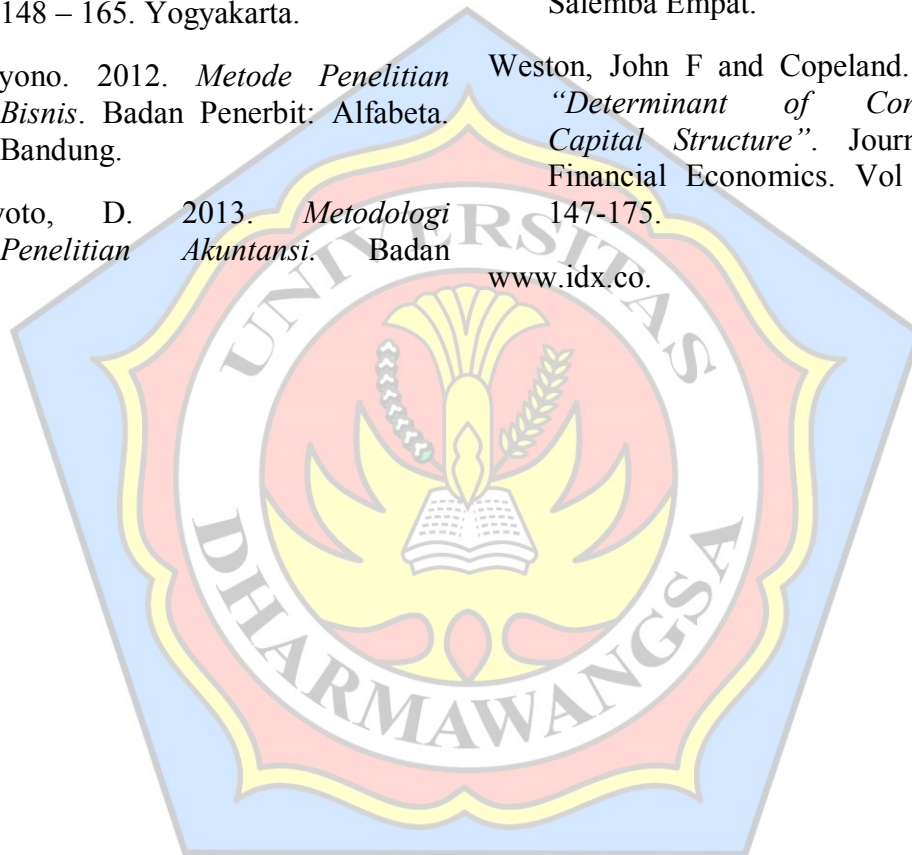 148 – 165. Yogyakarta.
yono. 2012. Metode Penelitian
Bisnis. Badan Penerbit: Alfabeta.
Bandung.
yoto, D. 2013. Metodologi
Penelitian Akuntansi. Badan
Salemba Empat.
Weston, John F and Copeland.
“Determinant of Cor
Capital Structure”. Journ
Financial Economics. Vol
147-175.
www.idx.co.
UNIVERSITAS
DHARMAWANGSA